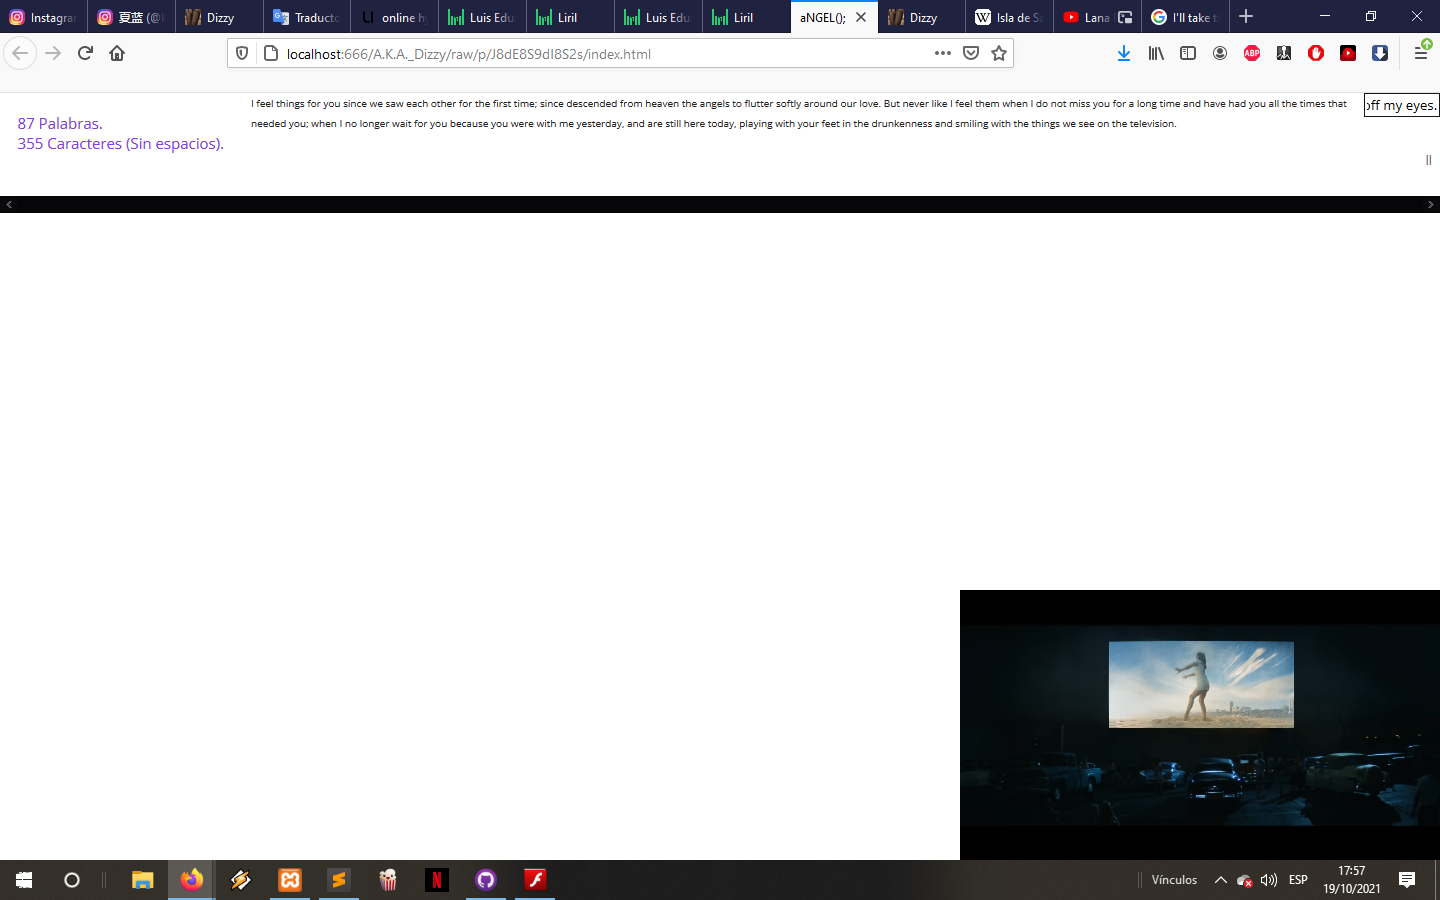 Instagran
夏蓝 (@
Dizzy
Traducto
online hy
Luis Edu
Liril
Luis Edu
Liril
aNGEL();
Dizzy
Isla de Sa
Lana
I'll take t
localhost:666/A.K.A._Dizzy/raw/p/J8dE8S9dI8S2s/index.html
ABP
87 Palabras.
355 Caracteres (Sin espacios).
I feel things for you since we saw each other for the first time; since descended from heaven the angels to flutter softly around our love. But never like I feel them when I do not miss you for a long time and have had you all the times that
needed you; when I no longer wait for you because you were with me yesterday, and are still here today, playing with your feet in the drunkenness and smiling with the things we see on the television.
off my eyes.
||
Vínculos
ESP
17:57
19/10/2021